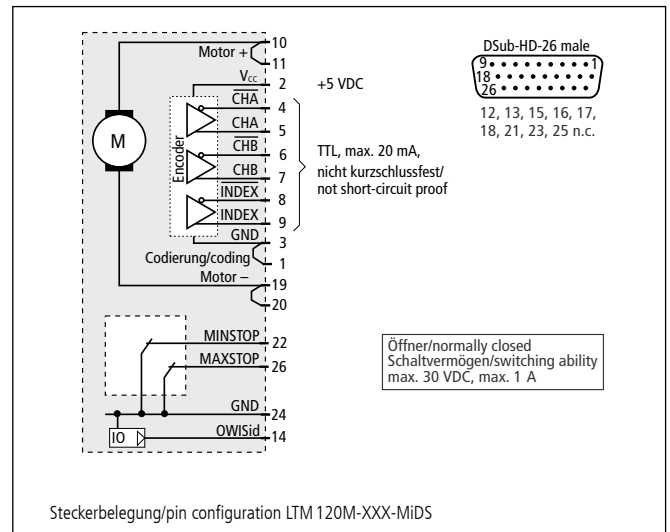 10
Motor +
11
Vcc
2
+5 VDC
CHA
4
CHA
5
CHB
6
CHB
7
INDEX
8
INDEX
9
GND
3
Codierung/coding
1
Motor –
19
20
M
Encoder
TTL, max. 20 mA,
nicht kurzschlussfest/
not short-circuit proof
DSub-HD-26 male
9 1
18
26
12, 13, 15, 16, 17,
18, 21, 23, 25 n.c.
MINSTOP
22
MAXSTOP
26
GND
24
IO
OWISid
14
Öffner/normally closed
Schaltvermögen/switching ability
max. 30 VDC, max. 1 A
Steckerbelegung/pin configuration LTM 120M-XXX-MiDS